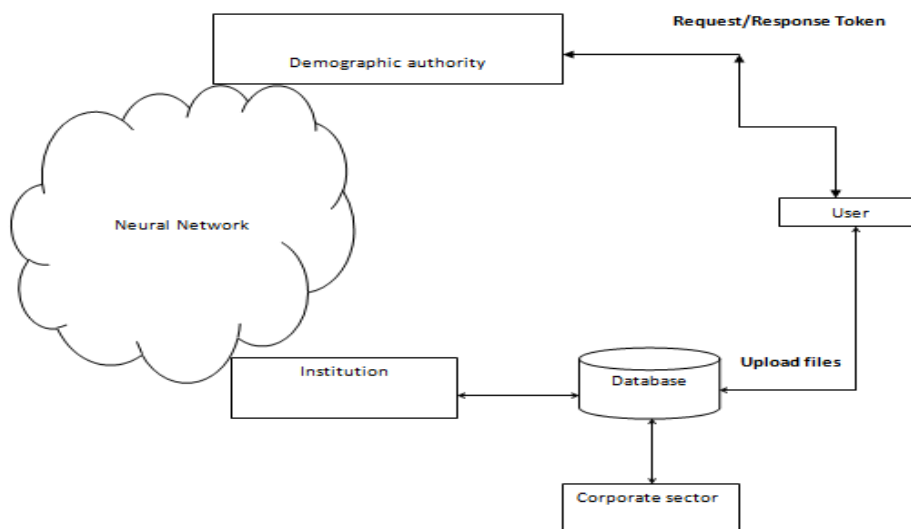 Request/Response Token
Demographic authority
Neural Network
User
Institution
Database
Upload files
Corporate sector